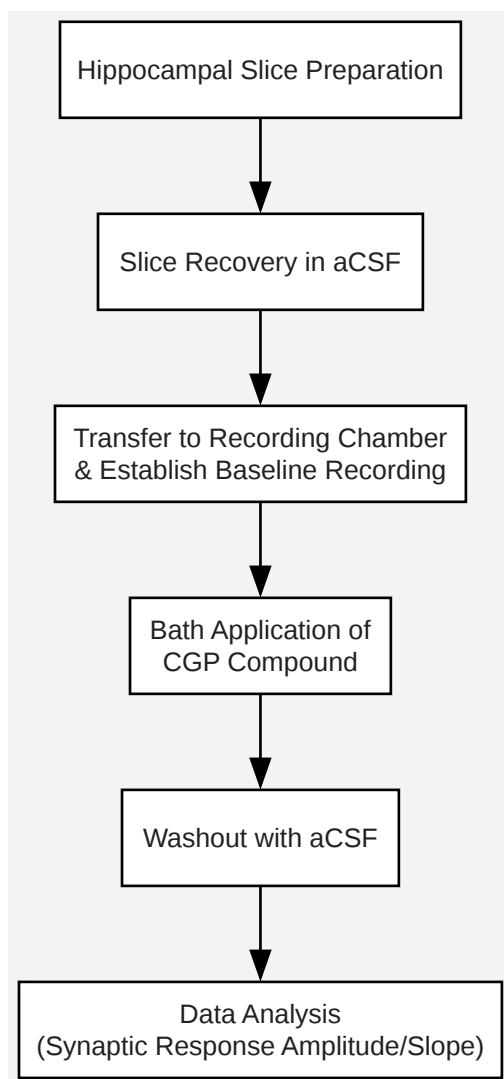 Hippocampal Slice Preparation
Slice Recovery in aCSF
Transfer to Recording Chamber
& Establish Baseline Recording
Bath Application of
CGP Compound
Washout with aCSF
Data Analysis
(Synaptic Response Amplitude/Slope)